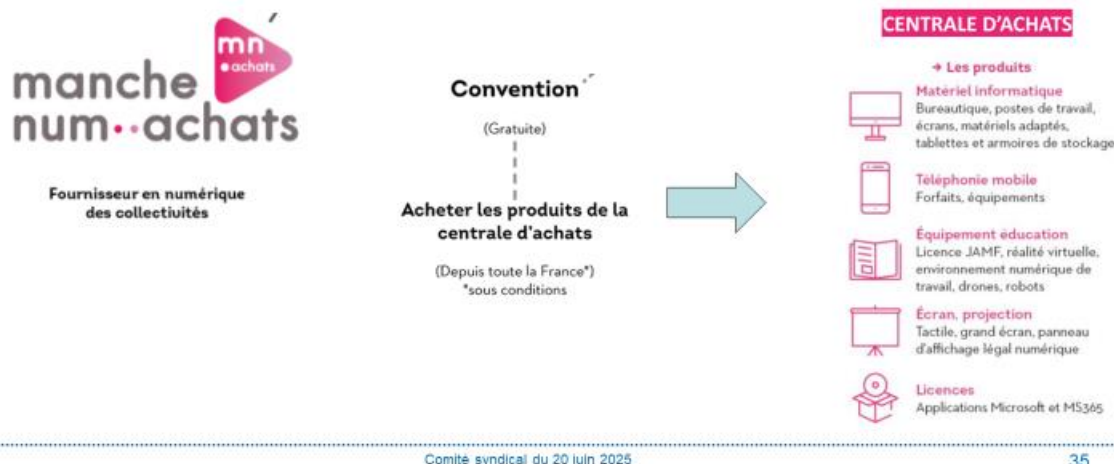 mn
achats
manche
num··achats
Fournisseur en numérique
des collectivités
Convention
(Gratuite)
Acheter les produits de la
centrale d'achats
(Depuis toute la France*)
*sous conditions
CENTRALE D'ACHATS
→ Les produits
Matériel informatique
Bureautique, postes de travail,
écrans, matériels adaptés,
tablettes et armoires de stockage
Téléphonie mobile
Forfaits, équipements
Équipement éducation
Licence JAMF, réalité virtuelle,
environnement numérique de
travail, drones, robots
Écran, projection
Tactile, grand écran, panneau
d'affichage légal numérique
Licences
Applications Microsoft et MS365
Comité syndical du 20 juin 2025
35